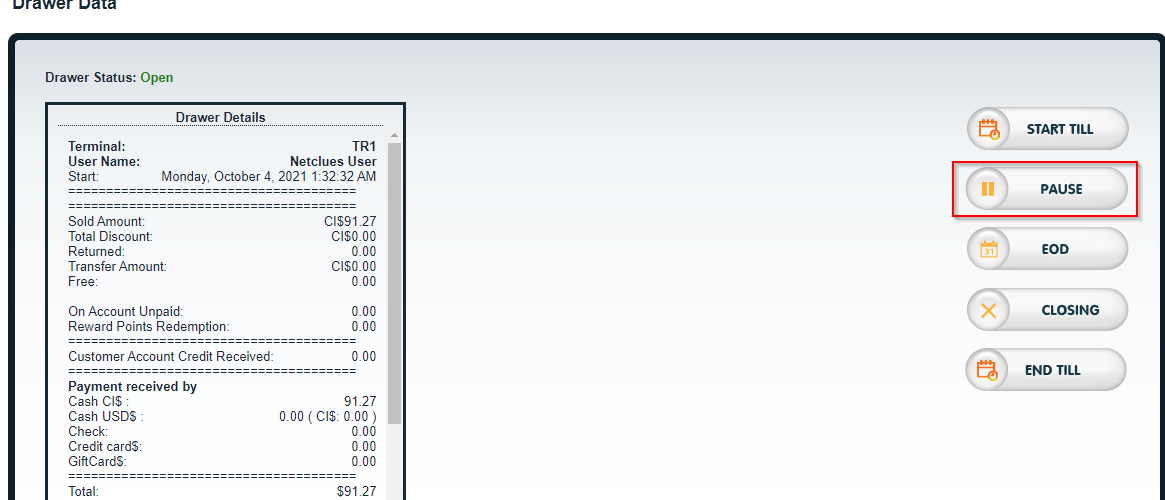 Drawer Data
Drawer Status: Open
Drawer Details
Terminal: TR1
User Name: Netclues User
Start: Monday, October 4, 2021 1:32:32 AM
======================================
======================================
Sold Amount: CI$91.27
Total Discount: CI$0.00
Returned: 0.00
Transfer Amount: CI$0.00
Free: 0.00
On Account Unpaid: 0.00
Reward Points Redemption: 0.00
======================================
Customer Account Credit Received: 0.00
======================================
Payment received by
Cash CI$ : 91.27
Cash USD$ : 0.00 ( CI$: 0.00 )
Check: 0.00
Credit card$: 0.00
GiftCard$: 0.00
======================================
Total: $91.27
START TILL
PAUSE
31
EOD
CLOSING
END TILL